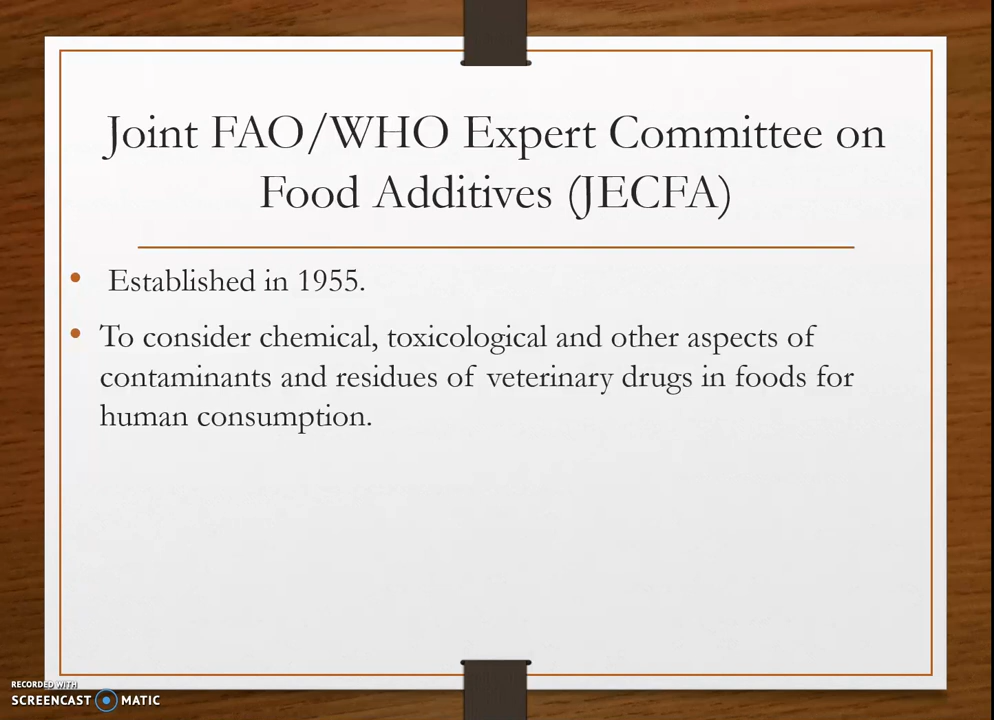 Joint FAO/WHO Expert Committee on
Food Additives (JECFA)
• Established in 1955.
• To consider chemical, toxicological and other aspects of
contaminants and residues of veterinary drugs in foods for
human consumption.
RECORDED WITH
SCREENCAST MATIC